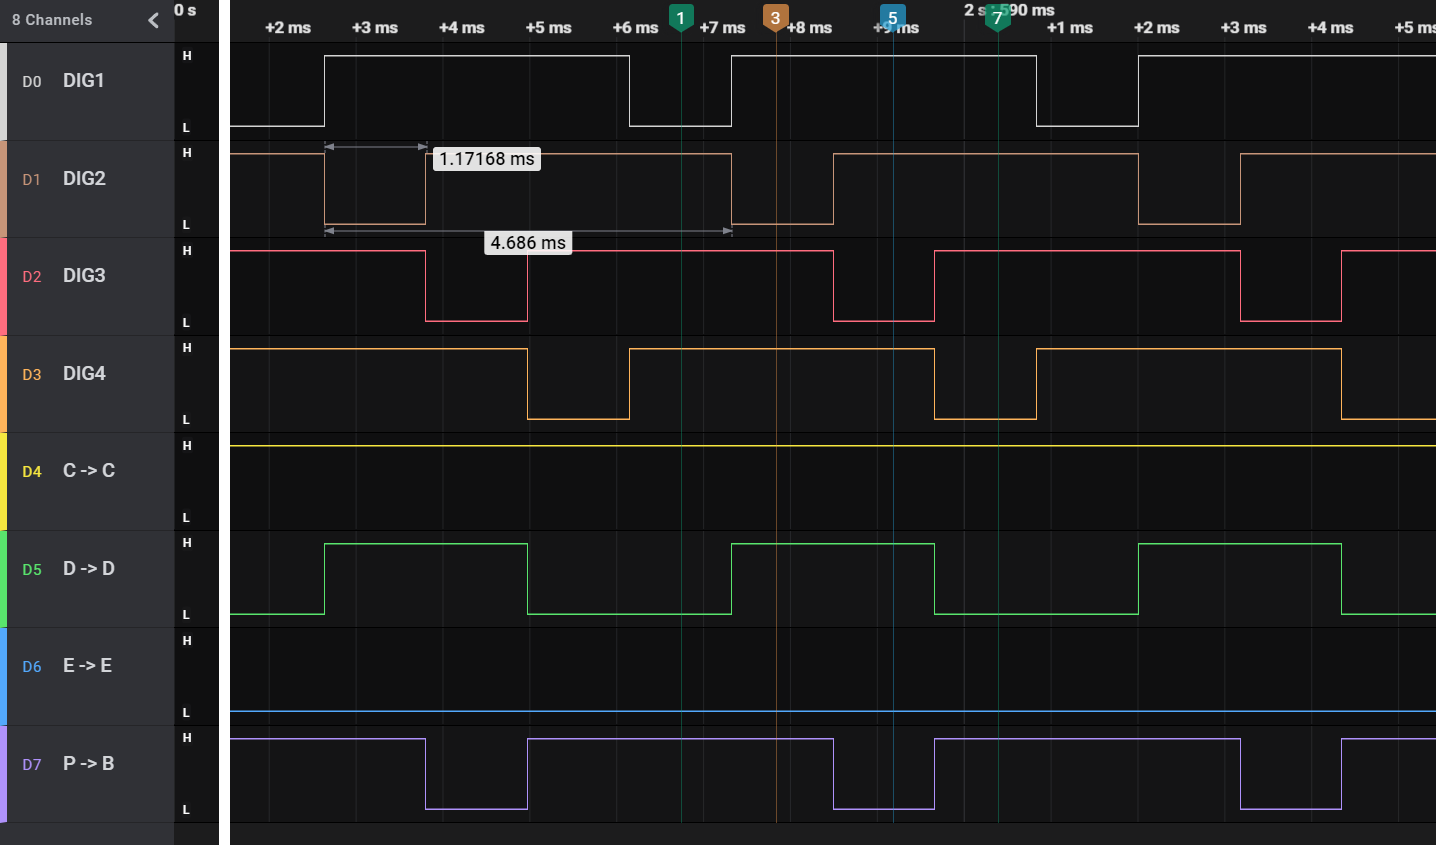 8 Channels
0 s
2 s : 590 ms
+2 ms +3 ms +4 ms +5 ms +6 ms +7 ms +8 ms +9 ms +1 ms +2 ms +3 ms +4 ms +5 ms
1 3 5 7
H
D0 DIG1
L
H
1.17168 ms
D1 DIG2
L
4.686 ms
H
D2 DIG3
L
H
D3 DIG4
L
H
D4 C -> C
L
H
D5 D -> D
L
H
D6 E -> E
L
H
D7 P -> B
L